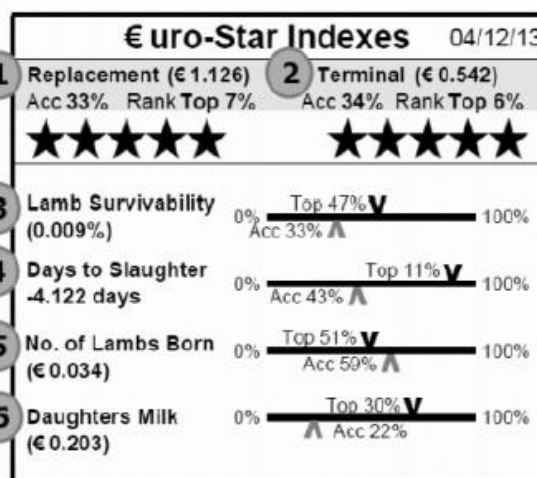 €uro-Star Indexes 04/12/13
1 Replacement (€1.126) 2 Terminal (€0.542)
Acc 33% Rank Top 7% Acc 34% Rank Top 6%
★★★★★ ★★★★★
3 Lamb Survivability
(0.009%)
0% Top 47% 100%
Acc 33%
4 Days to Slaughter
-4.122 days
0% Top 11% 100%
Acc 43%
5 No. of Lambs Born
(€0.034)
0% Top 51% 100%
Acc 59%
6 Daughters Milk
(€0.203)
0% Top 30% 100%
Acc 22%